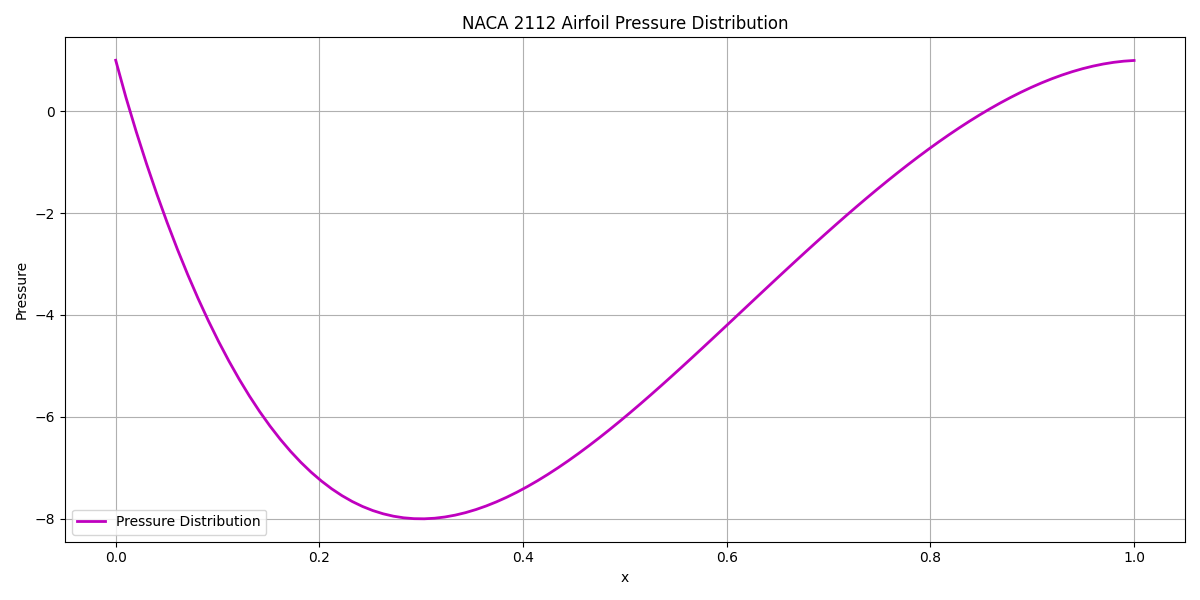 NACA 2112 Airfoil Pressure Distribution
Pressure
0
−2
−4
−6
−8
Pressure Distribution
0.0 0.2 0.4 0.6 0.8 1.0
x